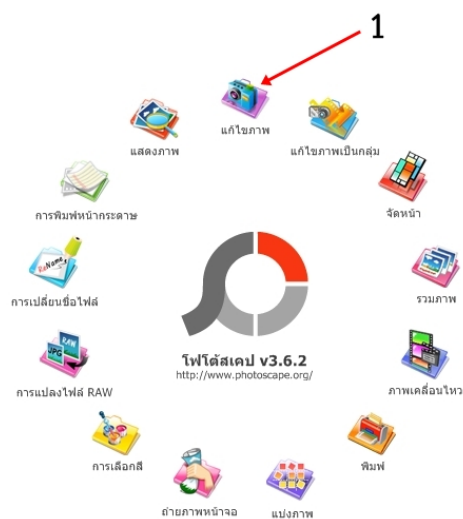 1
แก้ไขภาพ
แสดงภาพ
แก้ไขภาพเป็นกลุ่ม
การพิมพ์หน้ากระดาษ
จัดหน้า
การเปลี่ยนชื่อไฟล์
รวมภาพ
โฟโต้สเคป v3.6.2
http://www.photoscape.org/
การแปลงไฟล์ RAW
ภาพเคลื่อนไหว
การเลือกสี
พิมพ์
ถ่ายภาพหน้าจอ
แบ่งภาพ
ReName
RAW
JPG